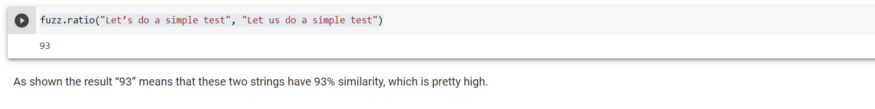 fuzz.ratio("Let’s do a simple test", "Let us do a simple test")
93
As shown the result “93” means that these two strings have 93% similarity, which is pretty high.